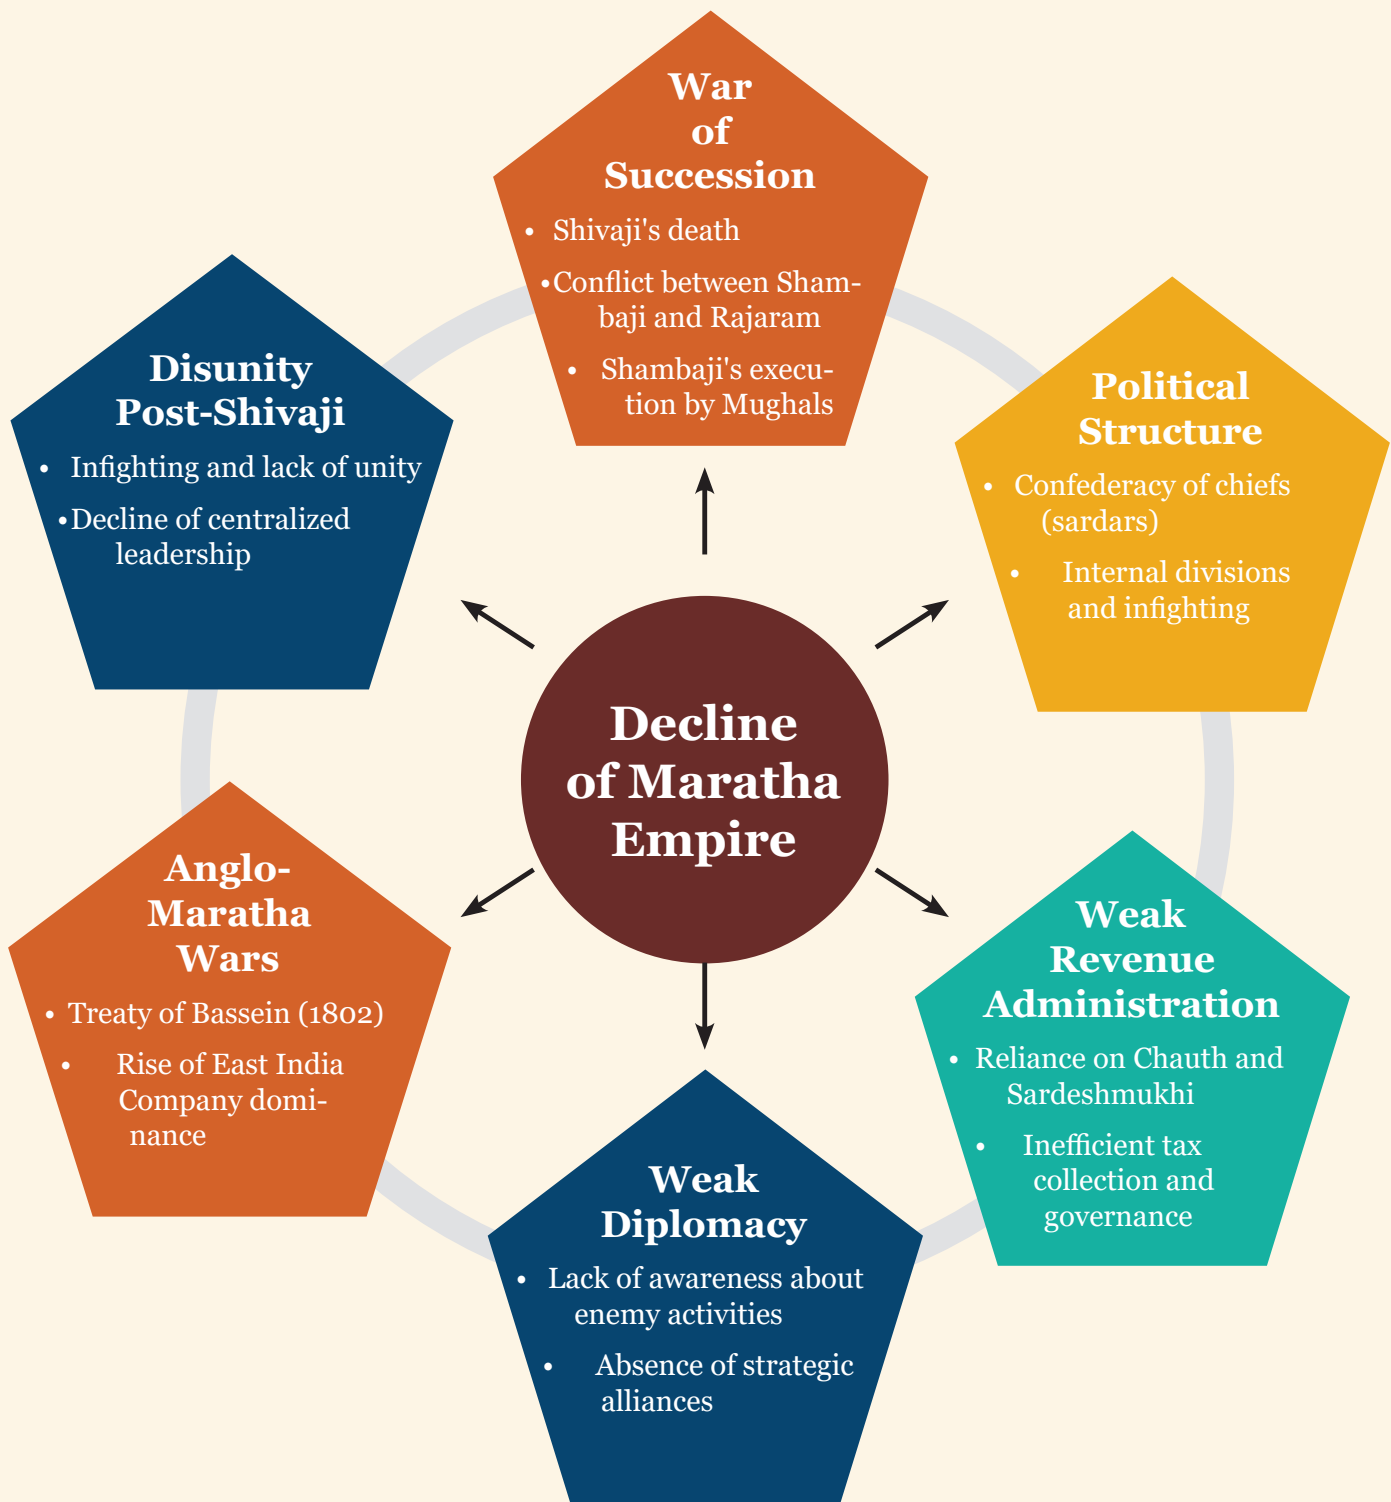 War
of
Succession
• Shivaji's death
•Conflict between Sham-
baji and Rajaram
• Shambaji's execu-
tion by Mughals
Disunity
Post-Shivaji
• Infighting and lack of unity
•Decline of centralized
leadership
Political
Structure
• Confederacy of chiefs
(sardars)
• Internal divisions
and infighting
Decline
of Maratha
Empire
Anglo-
Maratha
Wars
• Treaty of Bassein (1802)
• Rise of East India
Company domi-
nance
Weak
Revenue
Administration
• Reliance on Chauth and
Sardeshmukhi
• Inefficient tax
collection and
governance
Weak
Diplomacy
• Lack of awareness about
enemy activities
• Absence of strategic
alliances